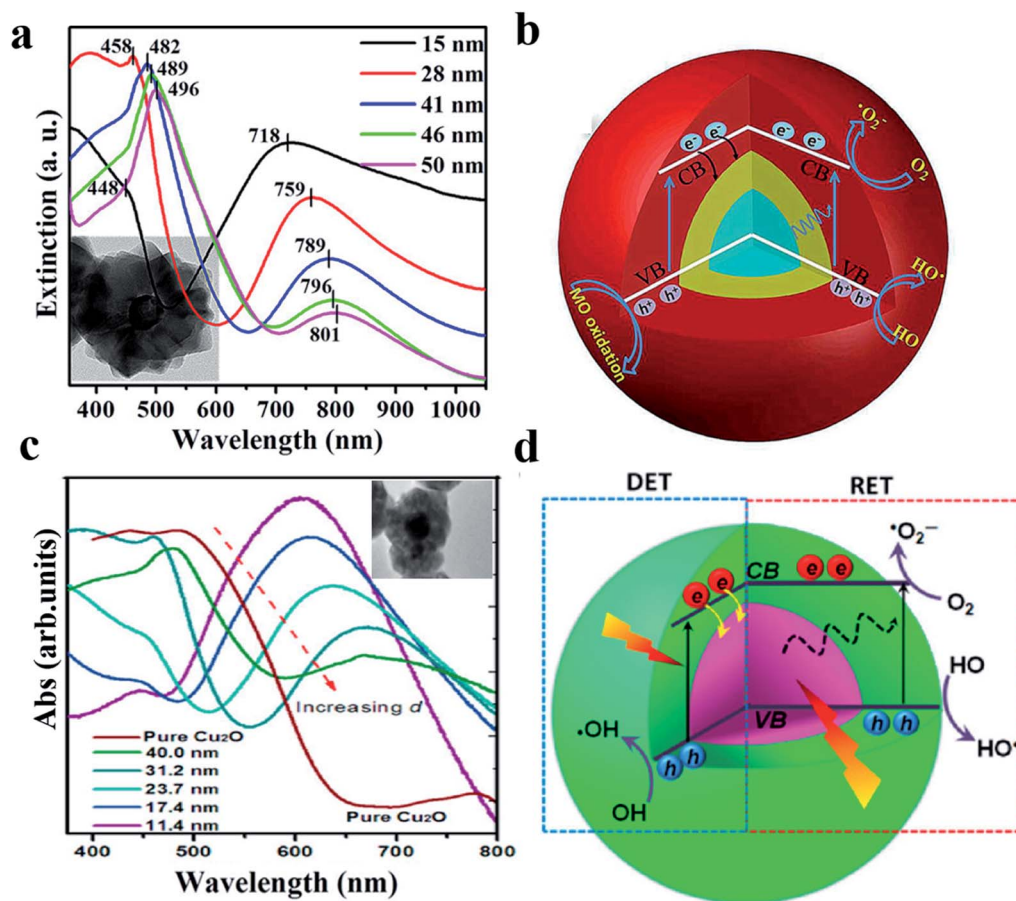 a
458
482
489
496
448
718
759
789
796
801
15 nm
28 nm
41 nm
46 nm
50 nm
Extinction (a. u.)
400 500 600 700 800 900 1000
Wavelength (nm)
b
e⁻ e⁻
e⁻ e⁻
CB
CB
VB
VB
h⁺ h⁺
h⁺ h⁺
·O₂⁻
O₂
HO·
HO
MO oxidation
c
Abs (arb.units)
Increasing d
Pure Cu₂O
40.0 nm
31.2 nm
23.7 nm
17.4 nm
11.4 nm
Pure Cu₂O
400 500 600 700 800
Wavelength (nm)
d
DET
RET
e e
CB
e e
·O₂⁻
O₂
HO
HO·
VB
h h
h h
·OH
OH